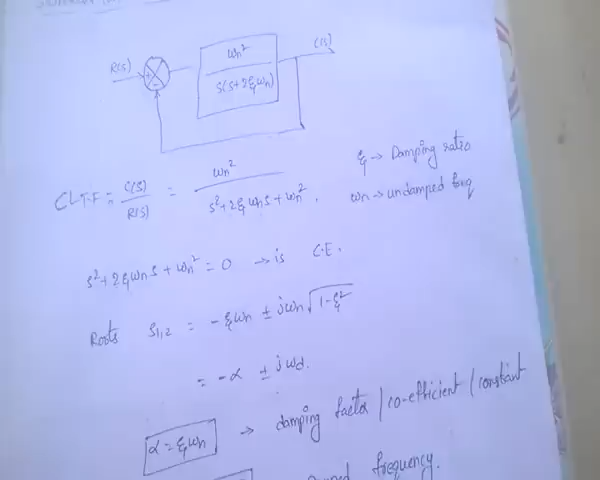 R(S) + - ωn² / S(S+2ξωn) C(S)
C L T.F = C(S)/R(S) = ωn² / S²+2ξωnS+ωn² .
ξ → Damping ratio
ωn → undamped freq
S²+2ξωnS+ωn² = 0 → is C.E.
Roots S1,2 = -ξωn ± jωn√1-ξ²
= -α ± jωd.
α = ξωn → damping factor / co-efficient / constant
frequency.